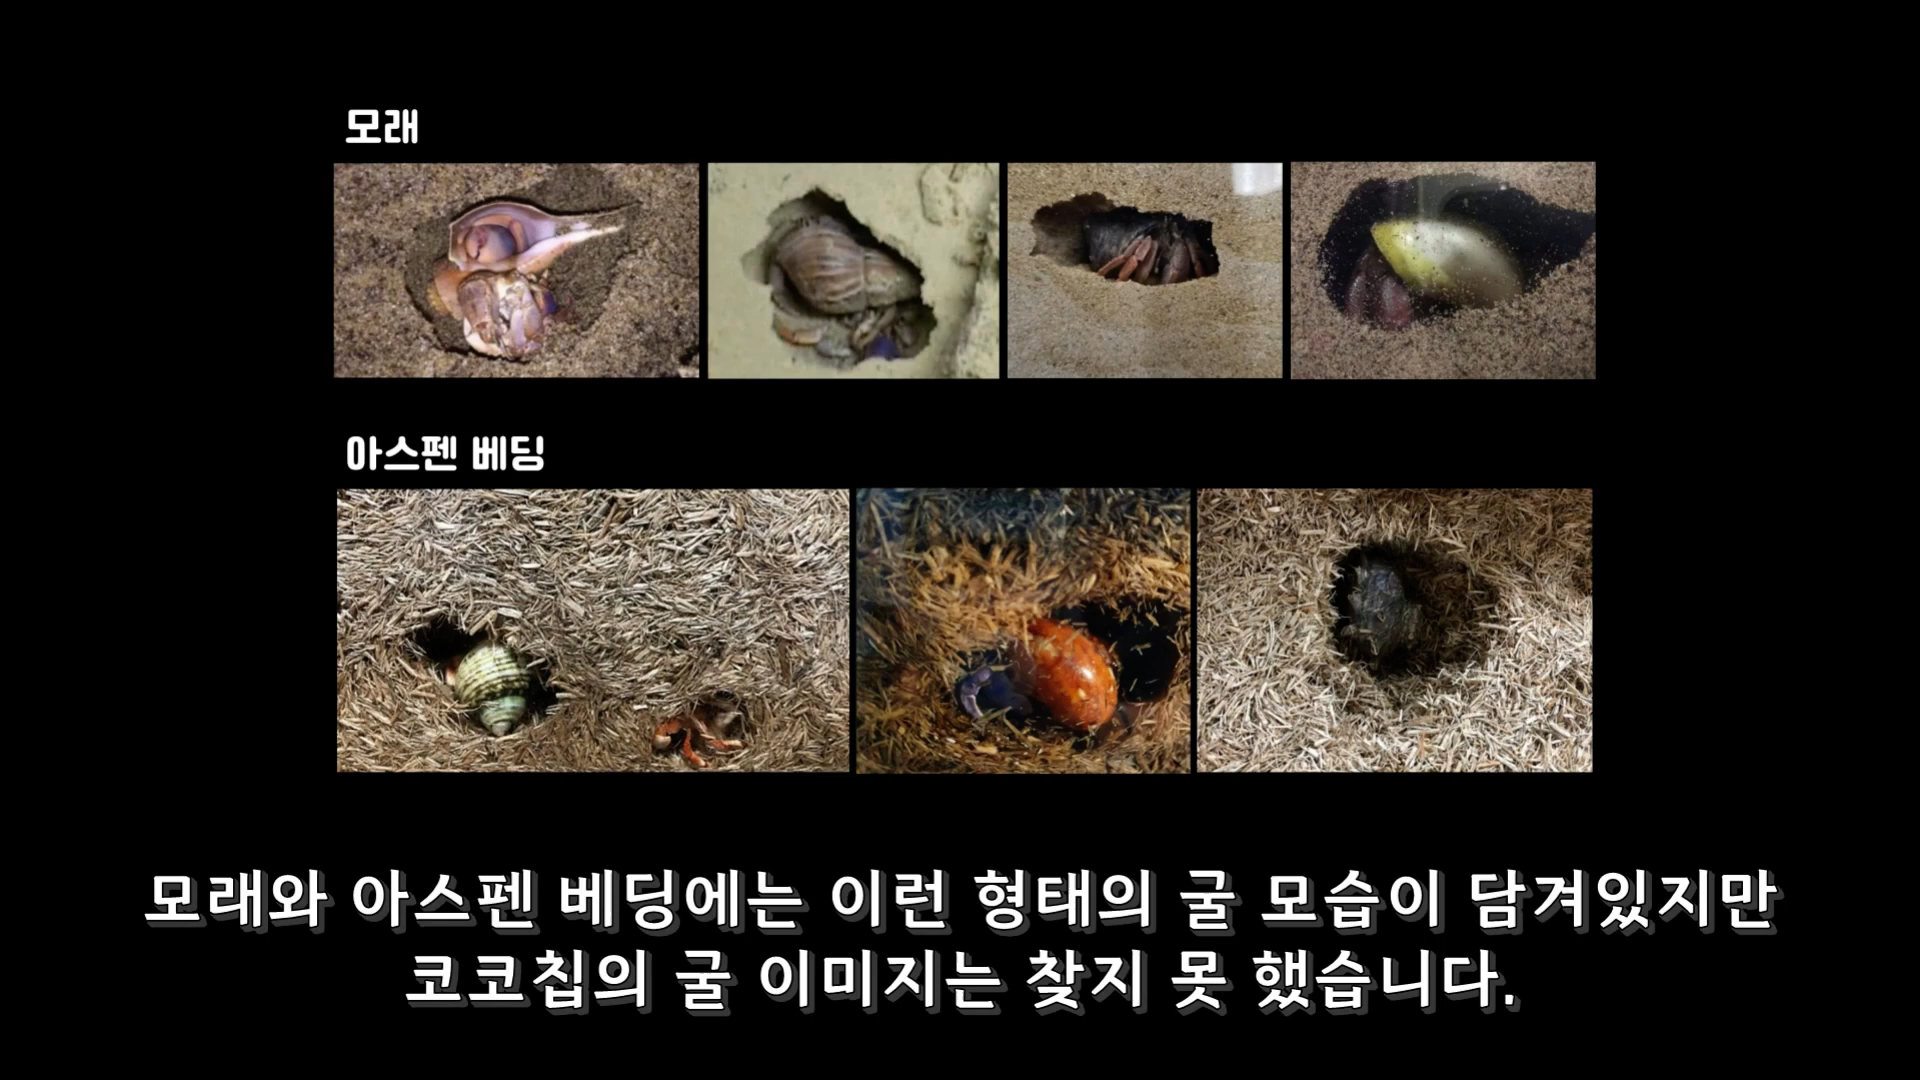 모래
아스펜 베딩
모래와 아스펜 베딩에는 이런 형태의 굴 모습이 담겨있지만
코코칩의 굴 이미지는 찾지 못 했습니다.